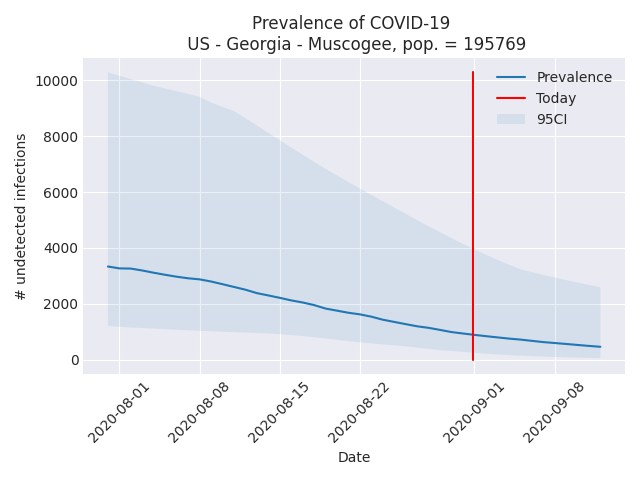 Prevalence of COVID-19
US - Georgia - Muscogee, pop. = 195769
Prevalence
Today
95CI
10000
8000
6000
4000
2000
0
# undetected infections
2020-08-01
2020-08-08
2020-08-15
2020-08-22
2020-09-01
2020-09-08
Date